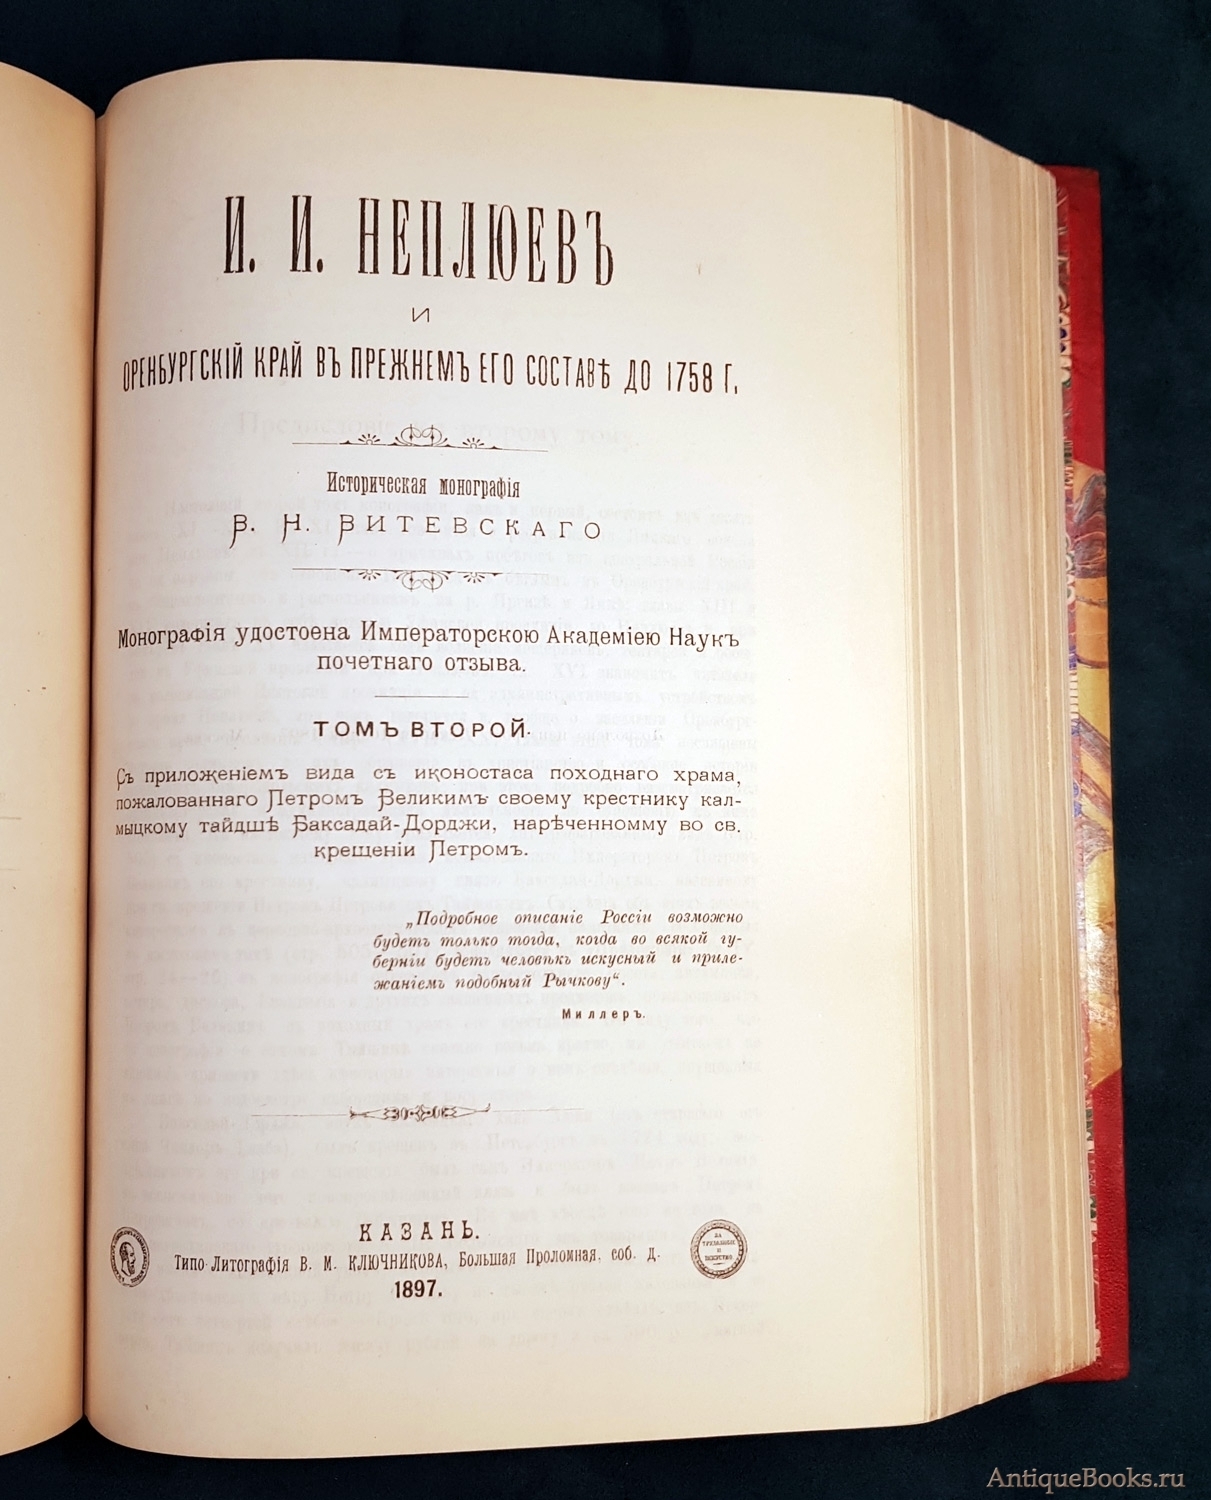 И. И. НЕПЛЮЕВЪ
И
ОРЕНБУРГСКІЙ КРАЙ ВЪ ПРЕЖНЕМЪ ЕГО СОСТАВѢ ДО 1758 Г.
Историческая монографія
В. Н. ВИТЕВСКАГО
Монографія удостоена Императорскою Академіею Наукъ
почетнаго отзыва.
ТОМЪ ВТОРОЙ.
Съ приложеніемъ вида съ иконостаса походнаго храма,
пожалованнаго Петромъ Великимъ своему крестнику кал-
мыцкому тайдшѣ Баксадай-Дорджи, нарѣченному во св.
крещеніи Петромъ.
„Подробное описаніе Россіи возможно
будетъ только тогда, когда во всякой гу-
берніи будетъ человѣкъ искусный и приле-
жаніемъ подобный Рычкову“.
Миллеръ.
КАЗАНЬ.
Типо-Литографія В. М. КЛЮЧНИКОВА, Большая Проломная, соб. д.
1897.
ЗА
ТРУДОЛЮБІЕ
И
ИСКУССТВО
AntiqueBooks.ru